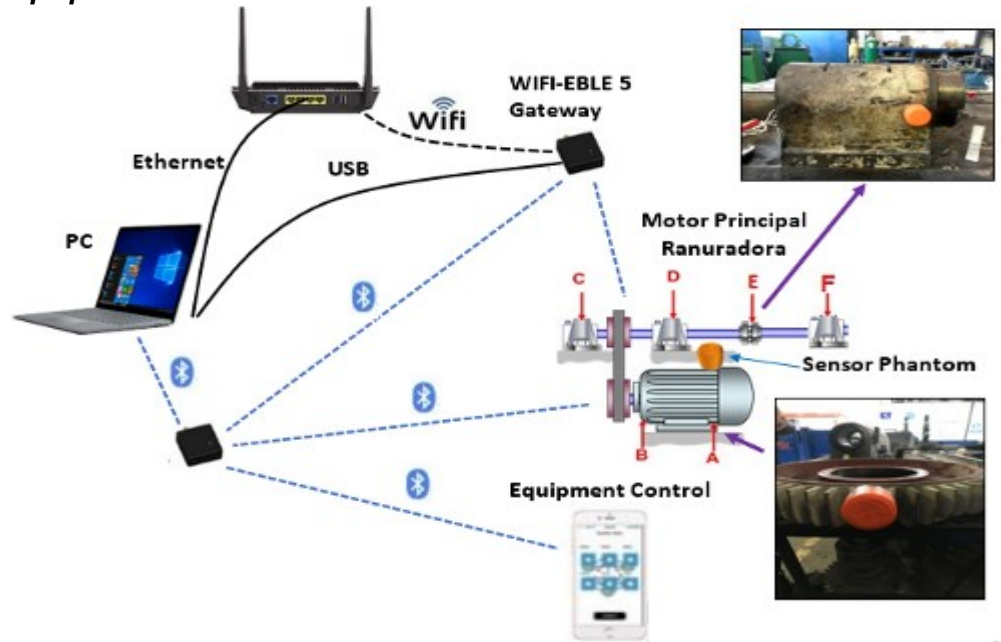 WIFI-EBLE 5
Gateway
Wifi
Ethernet
USB
PC
Motor Principal
Ranuradora
C
D
E
F
Sensor Phantom
B
A
Equipment Control